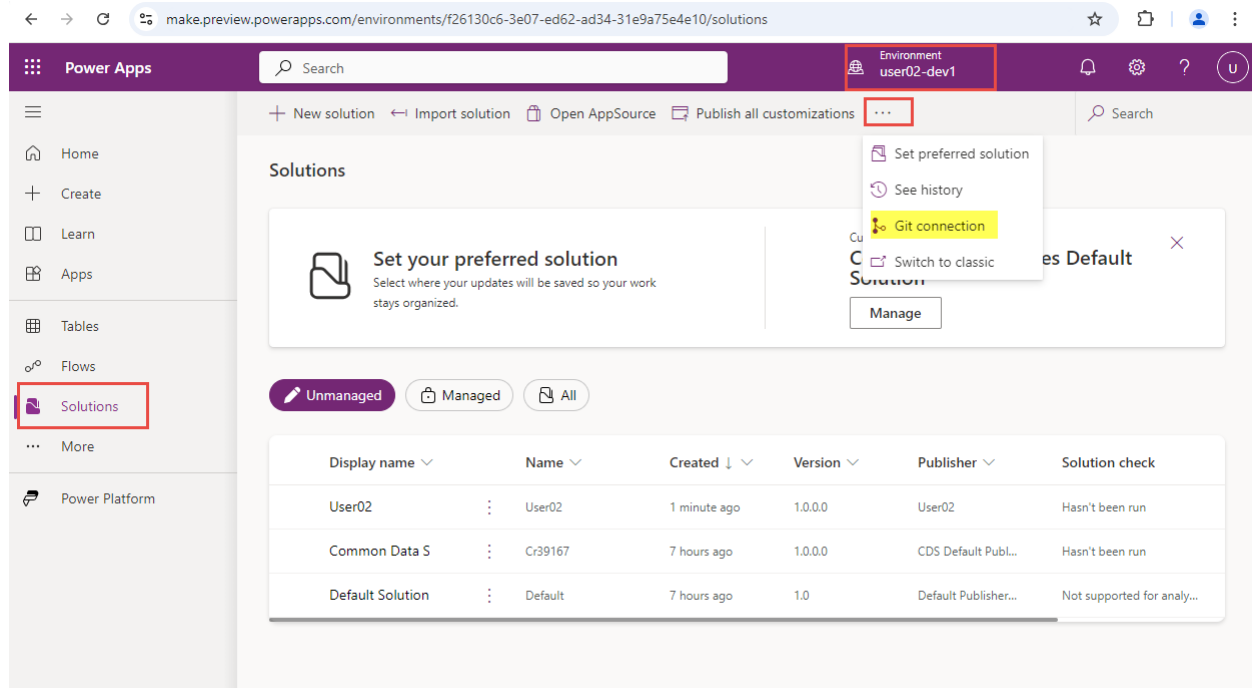 make.preview.powerapps.com/environments/f26130c6-3e07-ed62-ad34-31e9a75e4e10/solutions
Power Apps
Search
Environment
user02-dev1
?
U
New solution
Import solution
Open AppSource
Publish all customizations
...
Search
Home
Create
Learn
Apps
Tables
Flows
Solutions
More
Power Platform
Set preferred solution
See history
Git connection
Switch to classic
Solutions
Set your preferred solution
Select where your updates will be saved so your work
stays organized.
Cu
C es Default
Solution
Manage
Unmanaged
Managed
All
Display name Name Created ↓ Version Publisher Solution check
User02 User02 1 minute ago 1.0.0.0 User02 Hasn't been run
Common Data S Cr39167 7 hours ago 1.0.0.0 CDS Default Publ... Hasn't been run
Default Solution Default 7 hours ago 1.0 Default Publisher... Not supported for analy...